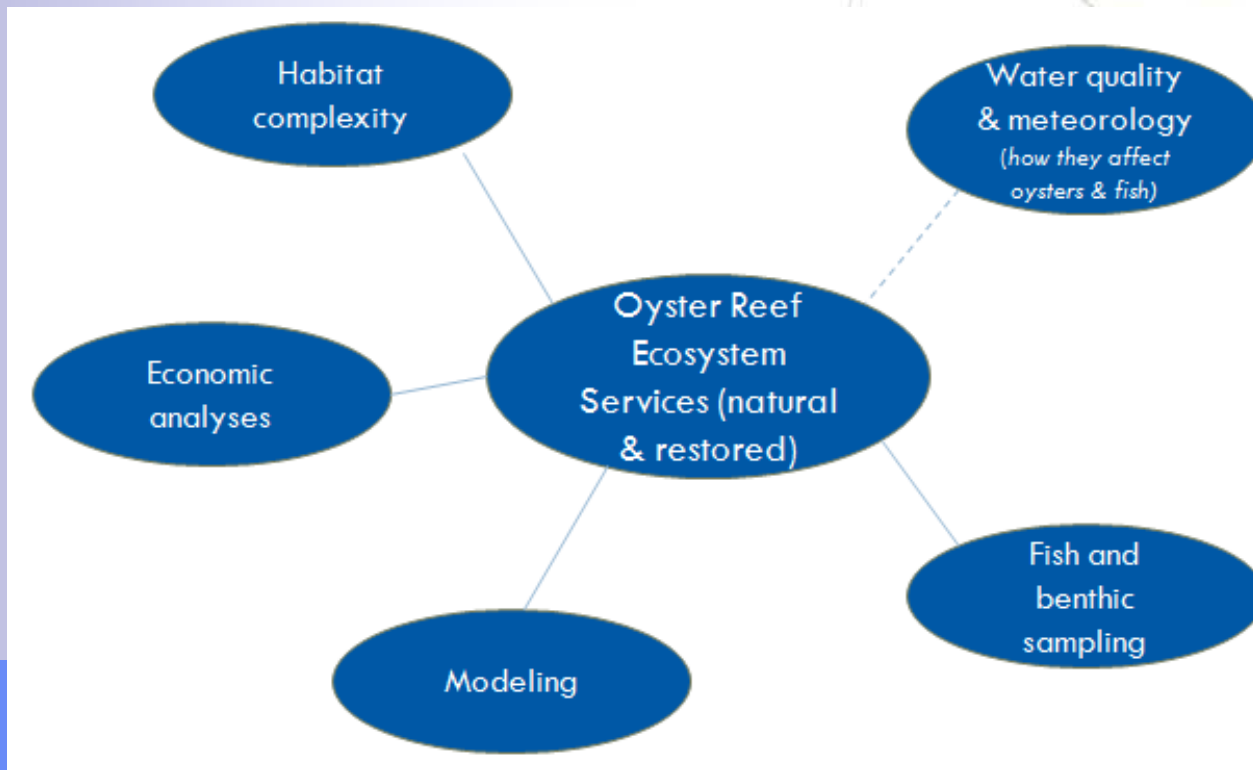 Habitat
complexity
Water quality
& meteorology
(how they affect
oysters & fish)
Oyster Reef
Ecosystem
Services (natural
& restored)
Economic
analyses
Fish and
benthic
sampling
Modeling